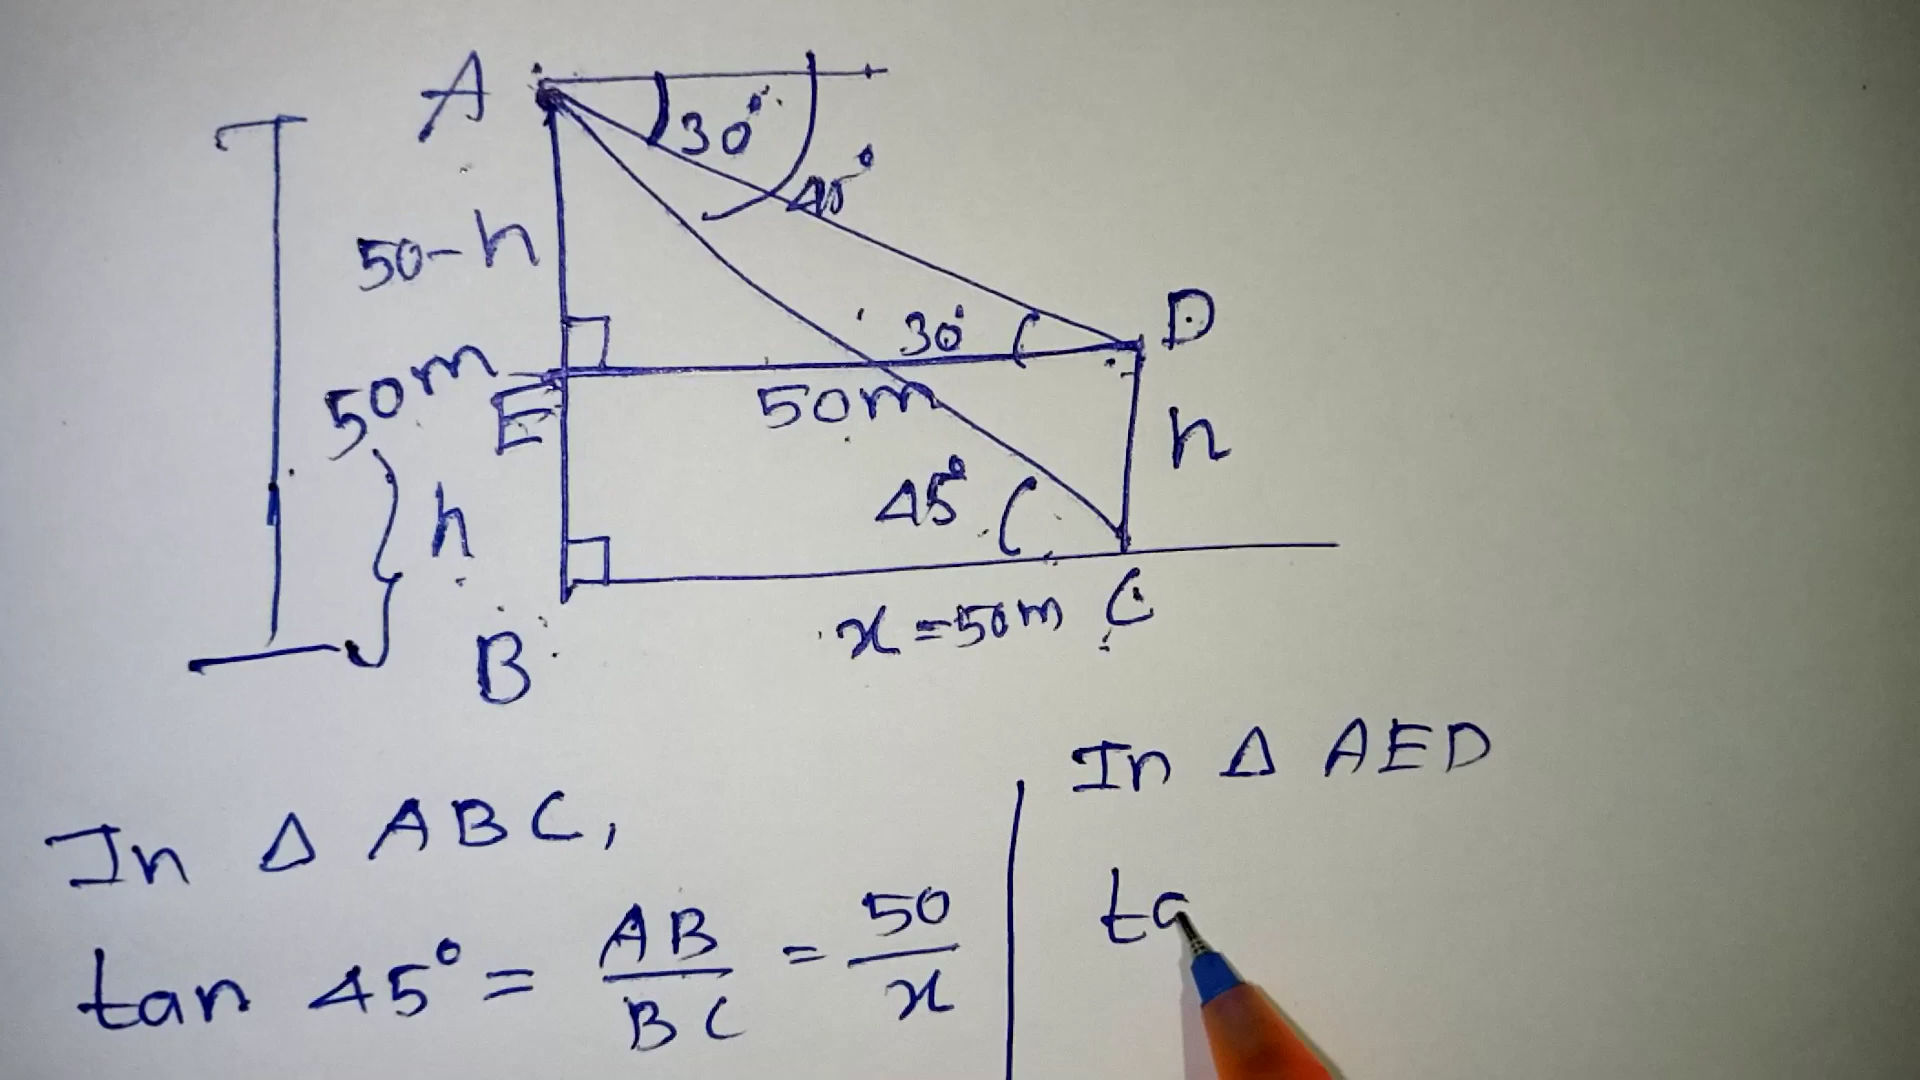 A
30°
45°
50-h
D
30°
50m
E
50m
h
h
45°
x = 50m
C
B
In Δ AED
In Δ ABC,
ta
tan 45° = AB/BC = 50/x